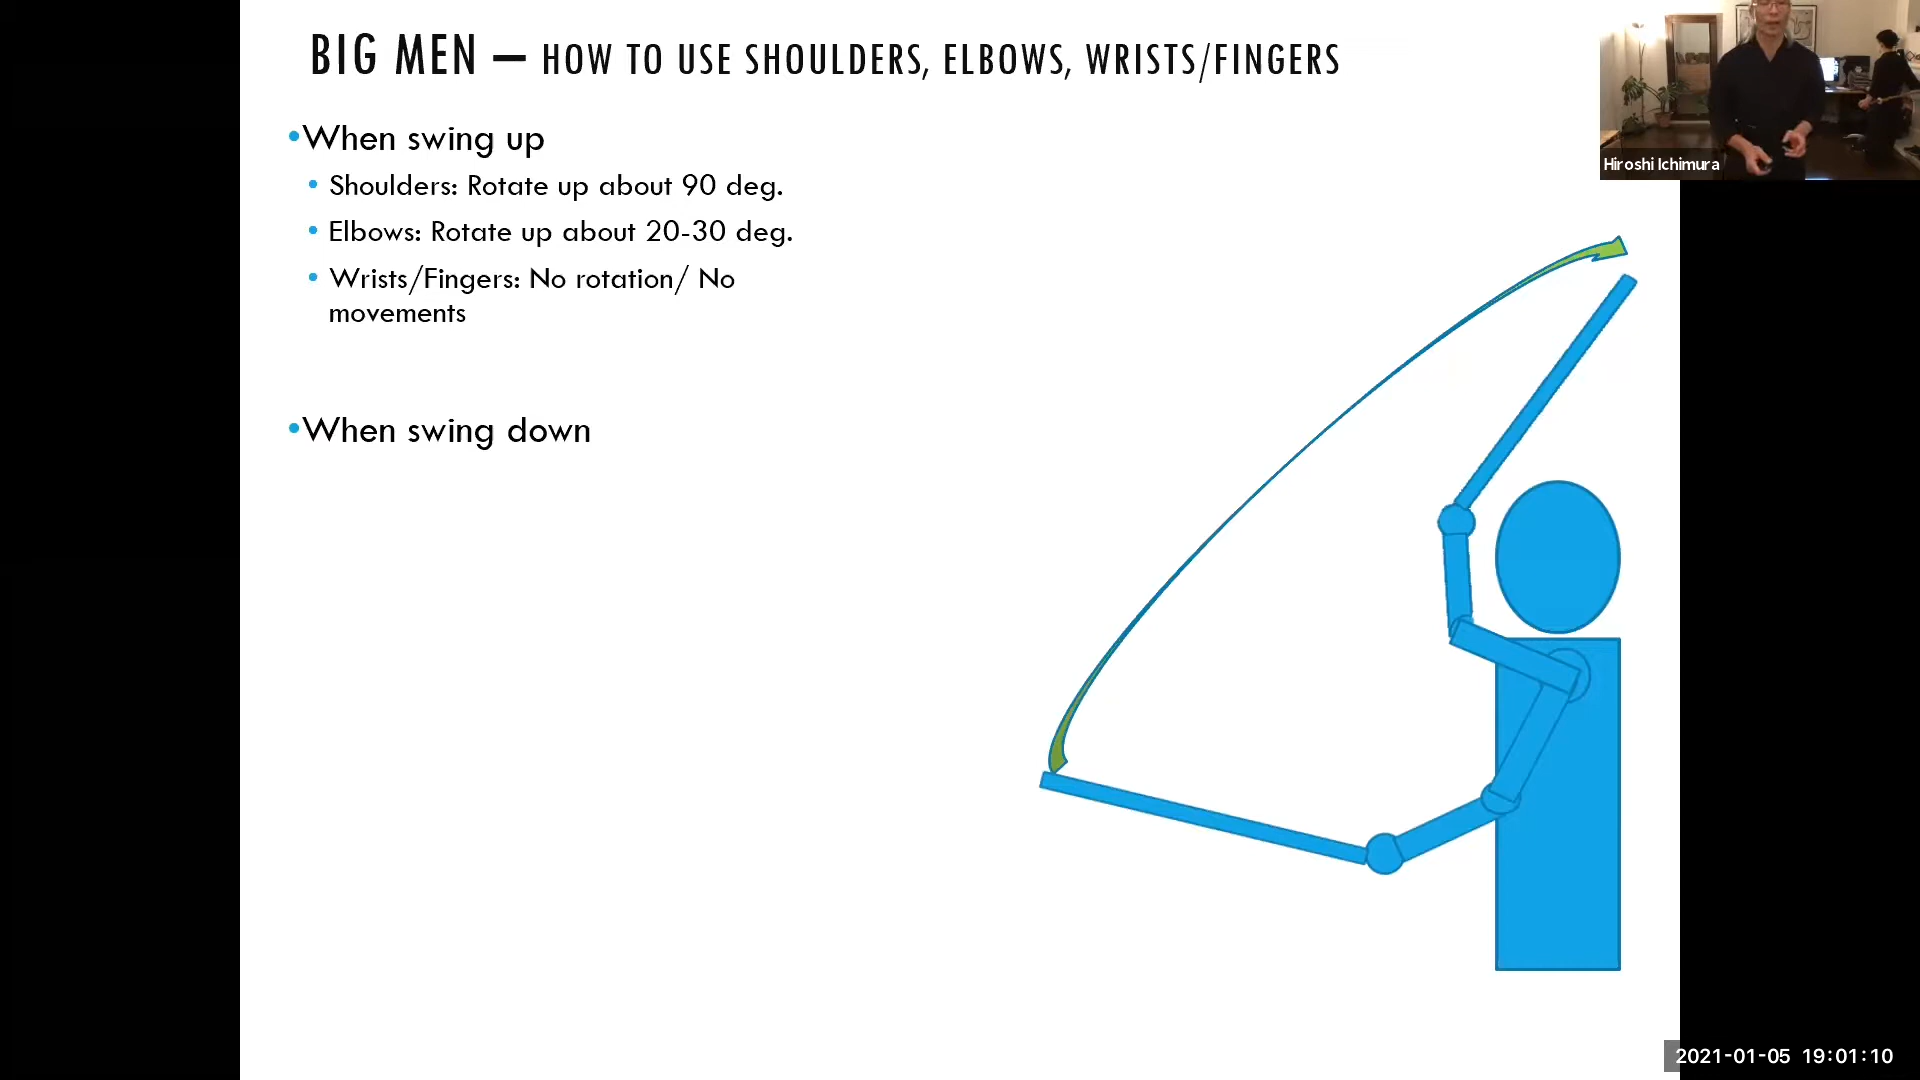 BIG MEN – HOW TO USE SHOULDERS, ELBOWS, WRISTS/FINGERS
•When swing up
• Shoulders: Rotate up about 90 deg.
• Elbows: Rotate up about 20-30 deg.
• Wrists/Fingers: No rotation/ No
movements
•When swing down
Hiroshi Ichimura
2021-01-05 19:01:10